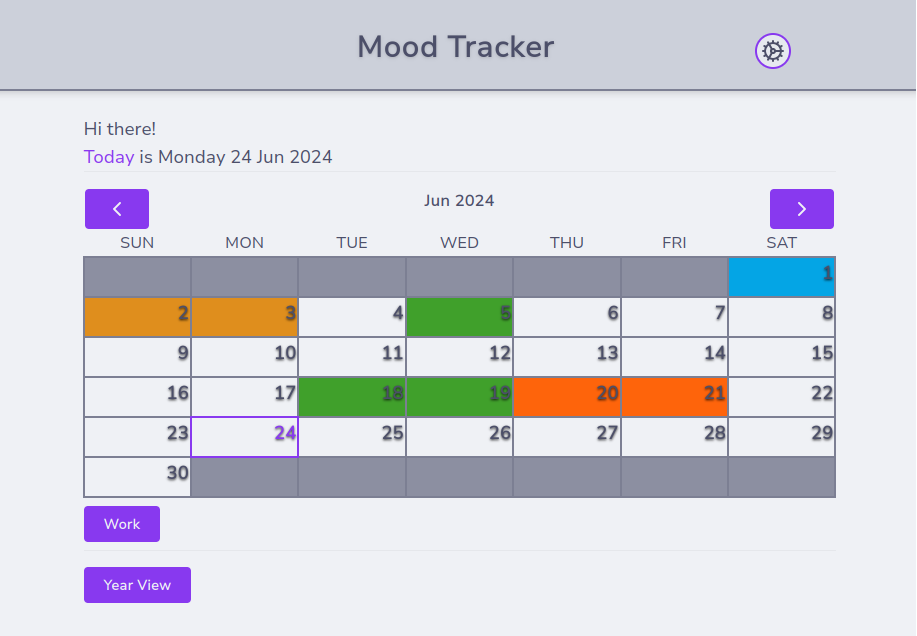 Mood Tracker
Hi there!
Today is Monday 24 Jun 2024
Jun 2024
SUN MON TUE WED THU FRI SAT
1
2 3 4 5 6 7 8
9 10 11 12 13 14 15
16 17 18 19 20 21 22
23 24 25 26 27 28 29
30
Work
Year View